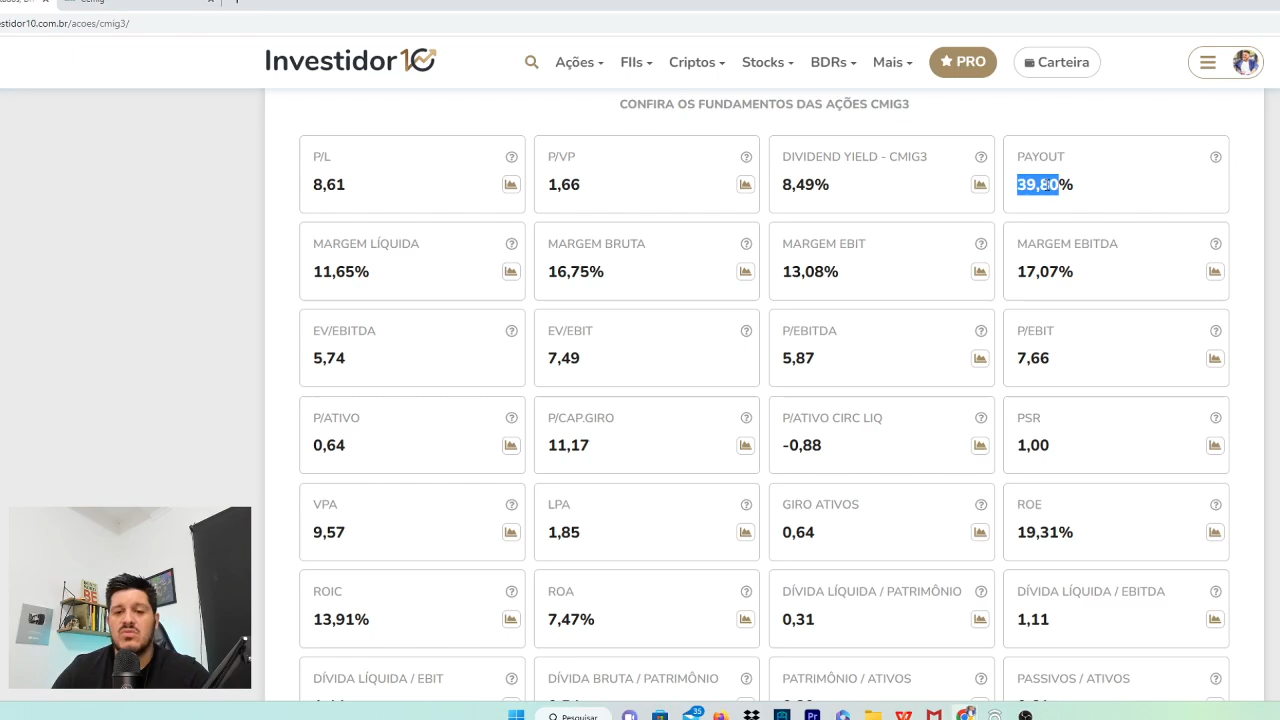 Cemig
estidor10.com.br/acoes/cmig3/
Investidor 10
Ações
FIIs
Criptos
Stocks
BDRs
Mais
PRO
Carteira
CONFIRA OS FUNDAMENTOS DAS AÇÕES CMIG3
P/L
8,61
P/VP
1,66
DIVIDEND YIELD - CMIG3
8,49%
PAYOUT
39,80%
MARGEM LÍQUIDA
11,65%
MARGEM BRUTA
16,75%
MARGEM EBIT
13,08%
MARGEM EBITDA
17,07%
EV/EBITDA
5,74
EV/EBIT
7,49
P/EBITDA
5,87
P/EBIT
7,66
P/ATIVO
0,64
P/CAP.GIRO
11,17
P/ATIVO CIRC LIQ
-0,88
PSR
1,00
VPA
9,57
LPA
1,85
GIRO ATIVOS
0,64
ROE
19,31%
ROIC
13,91%
ROA
7,47%
DÍVIDA LÍQUIDA / PATRIMÔNIO
0,31
DÍVIDA LÍQUIDA / EBITDA
1,11
DÍVIDA LÍQUIDA / EBIT
DÍVIDA BRUTA / PATRIMÔNIO
PATRIMÔNIO / ATIVOS
PASSIVOS / ATIVOS
Pesquisar
35